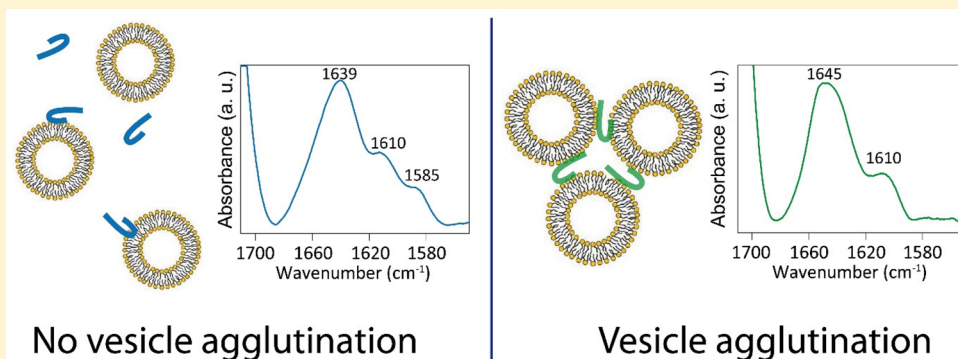 1639
1610
1585
Absorbance (a. u.)
1700 1660 1620 1580
Wavenumber (cm⁻¹)
No vesicle agglutination
1645
1610
Absorbance (a. u.)
1700 1660 1620 1580
Wavenumber (cm⁻¹)
Vesicle agglutination